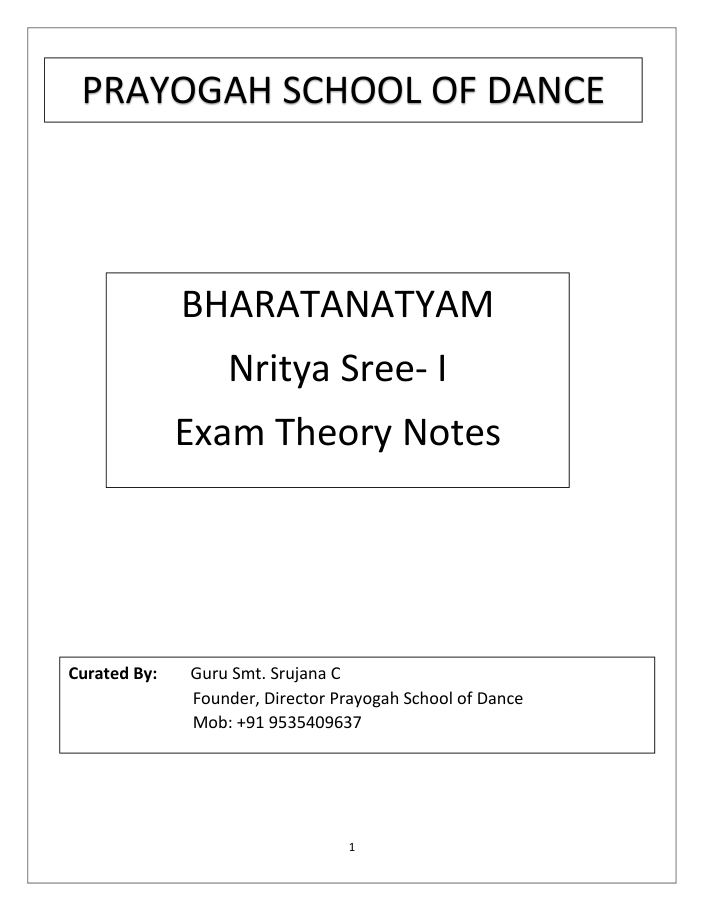 PRAYOGAH SCHOOL OF DANCE
BHARATANATYAM
Nritya Sree- I
Exam Theory Notes
Curated By: Guru Smt. Srujana C
Founder, Director Prayogah School of Dance
Mob: +91 9535409637
1